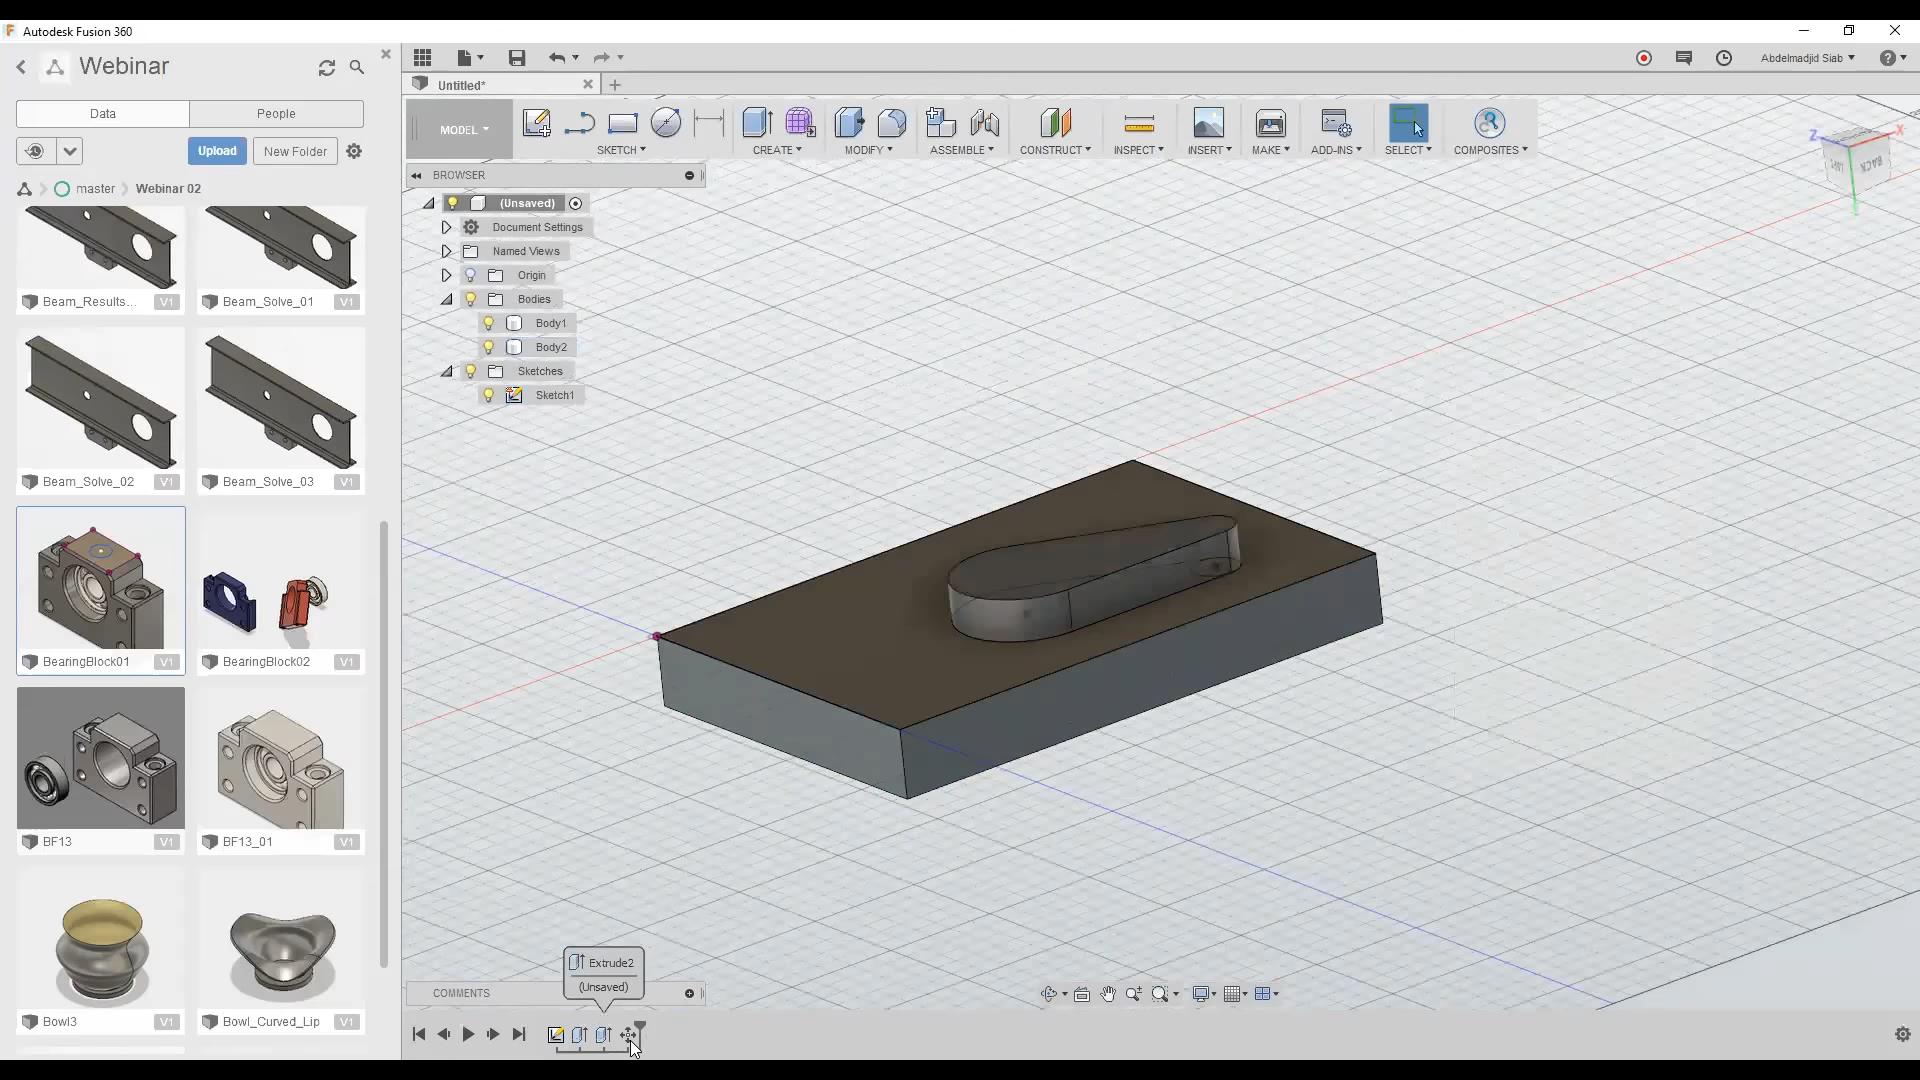 Autodesk Fusion 360
Webinar
Data
People
Upload
New Folder
master
Webinar 02
Beam_Results...
V1
Beam_Solve_01
V1
Beam_Solve_02
V1
Beam_Solve_03
V1
BearingBlock01
V1
BearingBlock02
V1
BF13
V1
BF13_01
V1
Bowl3
V1
Bowl_Curved_Lip
V1
Abdelmadjid Siab
Untitled*
MODEL
SKETCH
CREATE
MODIFY
ASSEMBLE
CONSTRUCT
INSPECT
INSERT
MAKE
ADD-INS
SELECT
COMPOSITES
BROWSER
(Unsaved)
Document Settings
Named Views
Origin
Bodies
Body1
Body2
Sketches
Sketch1
Z
X
BACK
COMMENTS
Extrude2
(Unsaved)